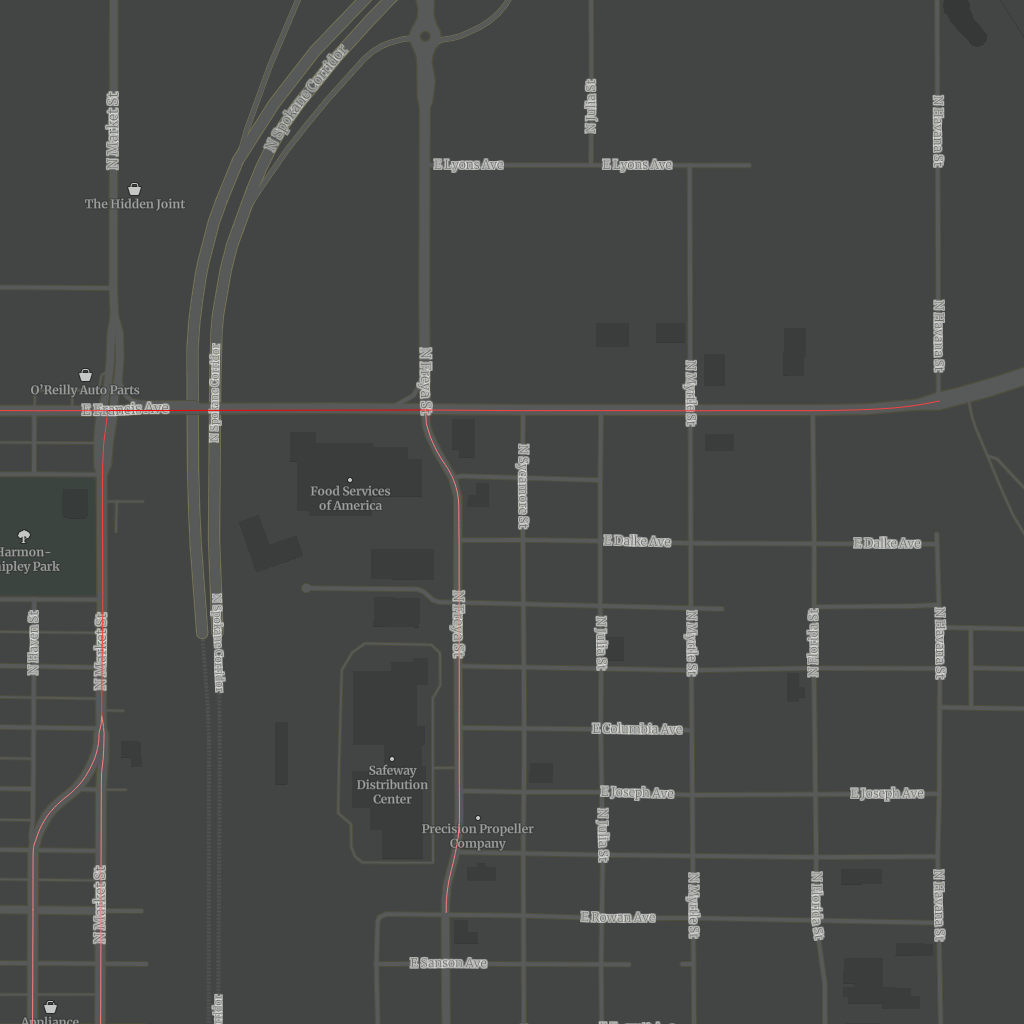 N Market St
N Spokane Corridor
N Julia St
N Havana St
E Lyons Ave
E Lyons Ave
The Hidden Joint
N Havana St
N Spokane Corridor
N Freya St
N Myrtle St
O'Reilly Auto Parts
E Francis Ave
N Sycamore St
Food Services
of America
E Dalke Ave
E Dalke Ave
Harmon-
Shipley Park
N Haven St
N Market St
N Spokane Corridor
N Freya St
N Julia St
N Myrtle St
N Florida St
N Havana St
E Columbia Ave
Safeway
Distribution
Center
E Joseph Ave
E Joseph Ave
Precision Propeller
Company
N Julia St
N Market St
N Myrtle St
N Florida St
N Havana St
E Rowan Ave
E Sanson Ave
Appliance